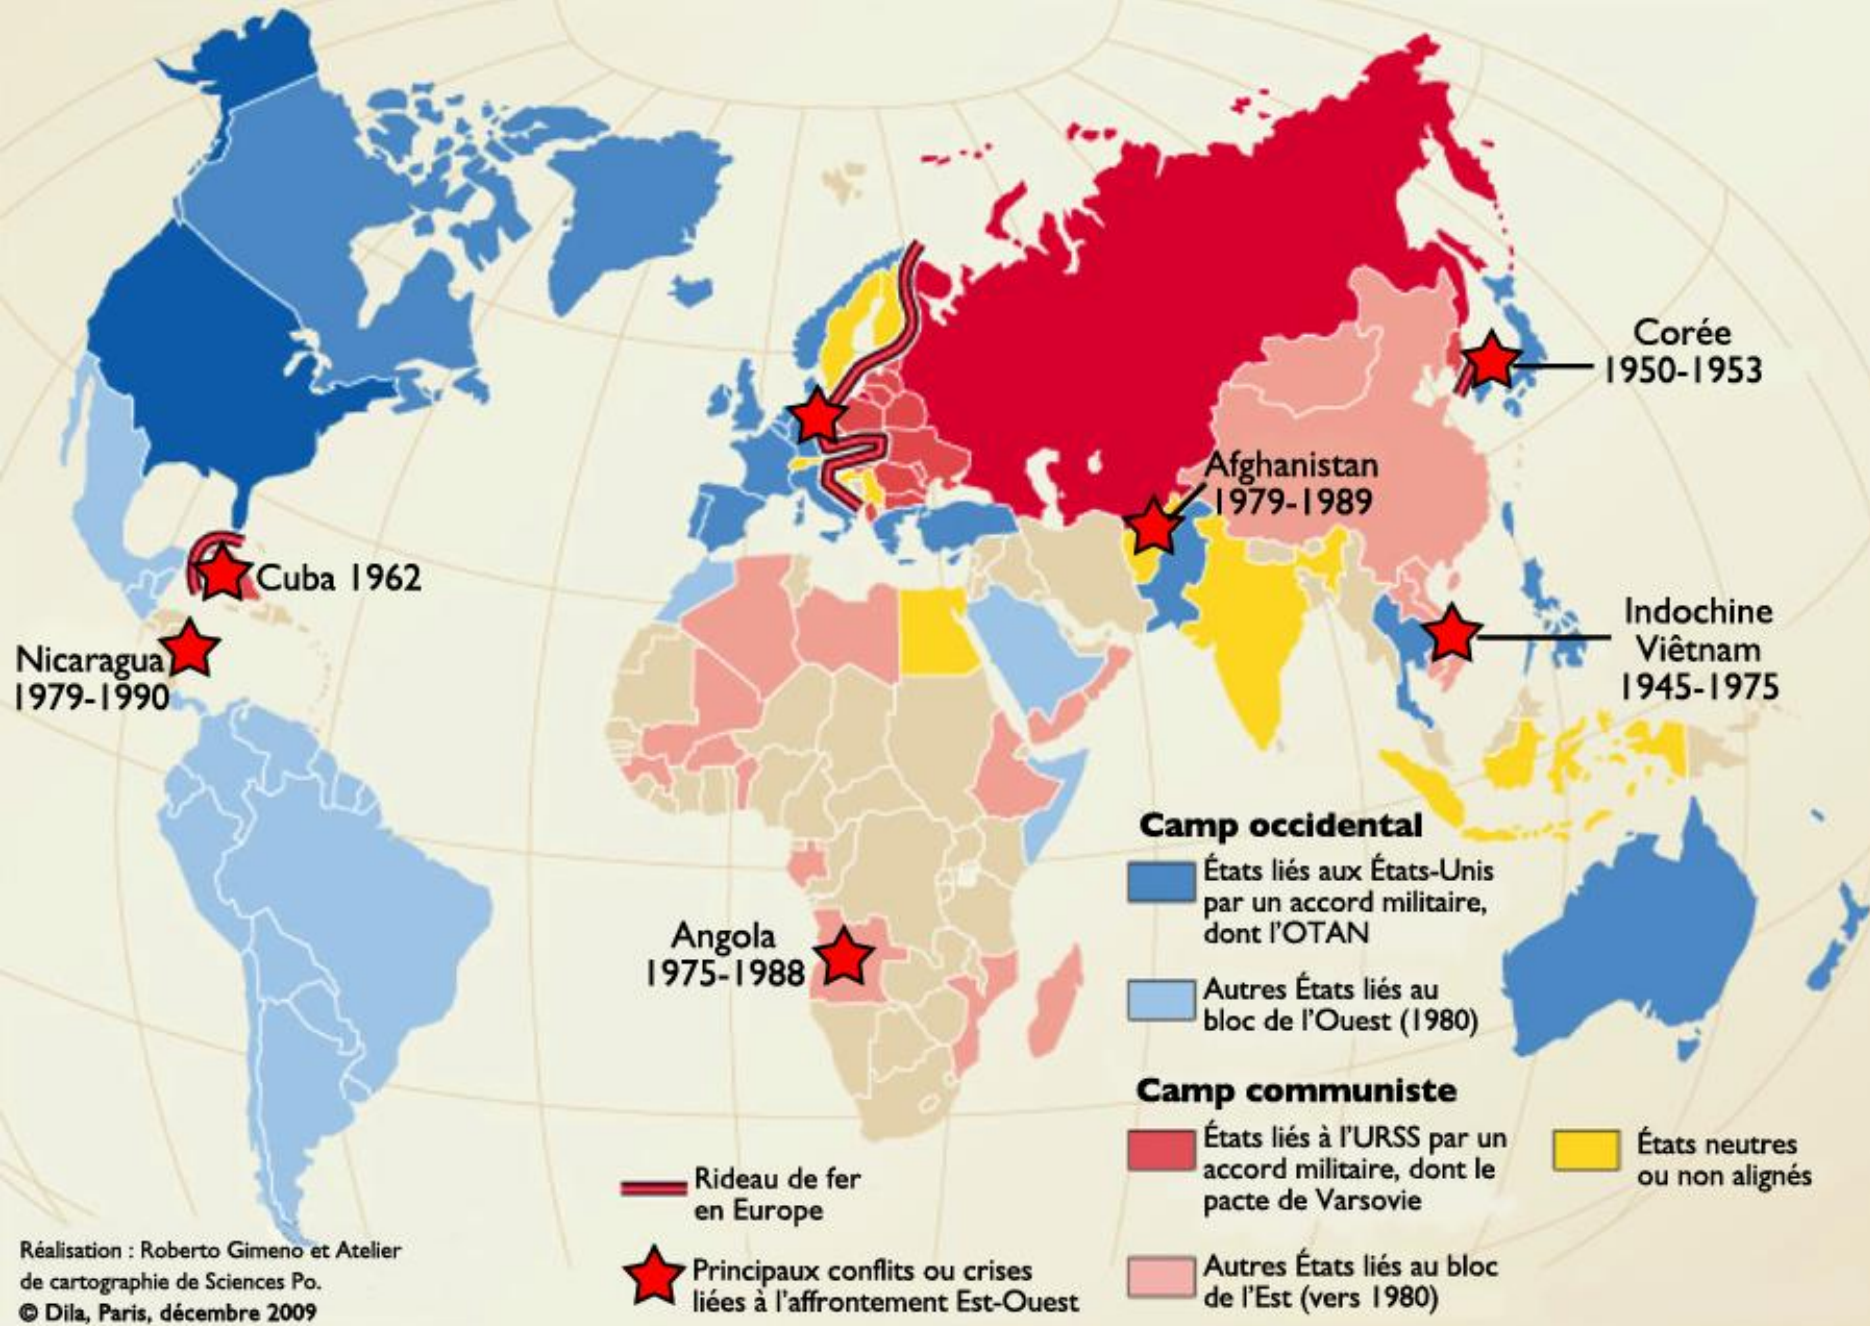 Corée
1950-1953
Afghanistan
1979-1989
Cuba 1962
Indochine
Viêtnam
1945-1975
Nicaragua
1979-1990
Camp occidental
États liés aux États-Unis
par un accord militaire,
dont l'OTAN
Angola
1975-1988
Autres États liés au
bloc de l'Ouest (1980)
Camp communiste
États liés à l'URSS par un
accord militaire, dont le
pacte de Varsovie
États neutres
ou non alignés
Rideau de fer
en Europe
Autres États liés au bloc
de l'Est (vers 1980)
Principaux conflits ou crises
liées à l'affrontement Est-Ouest
Réalisation : Roberto Gimeno et Atelier
de cartographie de Sciences Po.
© Dila, Paris, décembre 2009